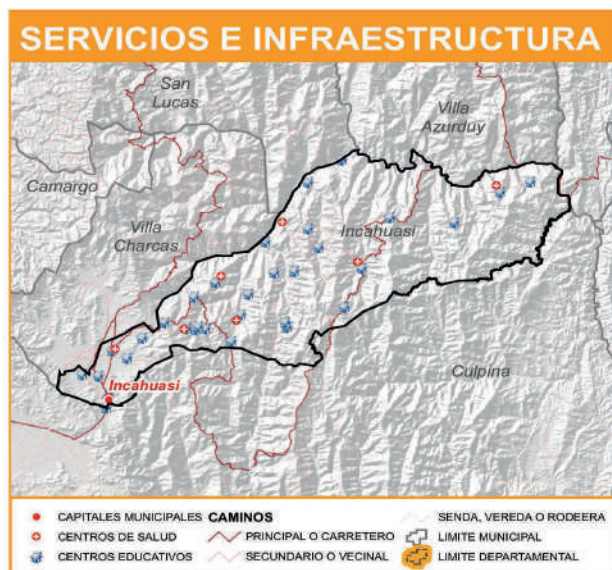 SERVICIOS E INFRAESTRUCTURA
San
Lucas
Villa
Azurduy
Camargo
Villa
Charcas
Incahuasi
Incahuasi
Culpina
CAPITALES MUNICIPALES
CENTROS DE SALUD
CENTROS EDUCATIVOS
CAMINOS
PRINCIPAL O CARRETERO
SECUNDARIO O VECINAL
SENDA, VEREDA O RODEERA
LIMITE MUNICIPAL
LIMITE DEPARTAMENTAL